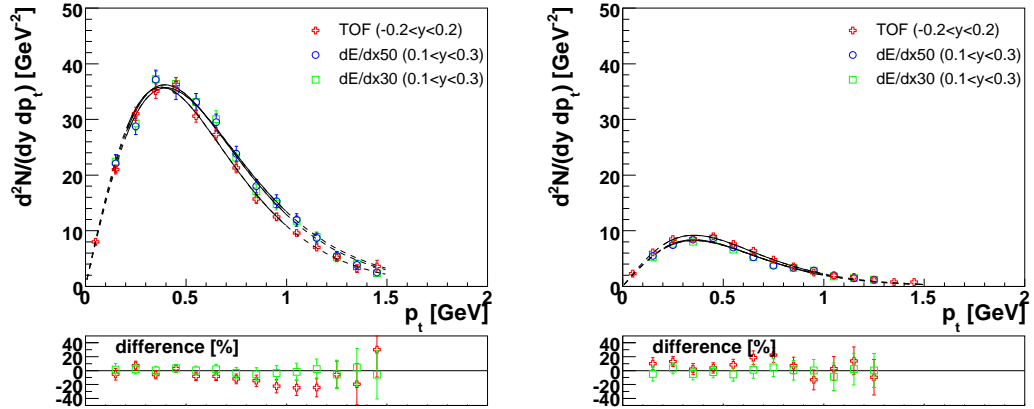 d²N/(dy dp_t) [GeV⁻²]
50
40
30
20
10
0
TOF (-0.2<y<0.2)
dE/dx50 (0.1<y<0.3)
dE/dx30 (0.1<y<0.3)
0 0.5 1 1.5 2
p_t [GeV]
difference [%]
40
20
0
-20
-40
d²N/(dy dp_t) [GeV⁻²]
50
40
30
20
10
0
TOF (-0.2<y<0.2)
dE/dx50 (0.1<y<0.3)
dE/dx30 (0.1<y<0.3)
0 0.5 1 1.5 2
p_t [GeV]
difference [%]
40
20
0
-20
-40